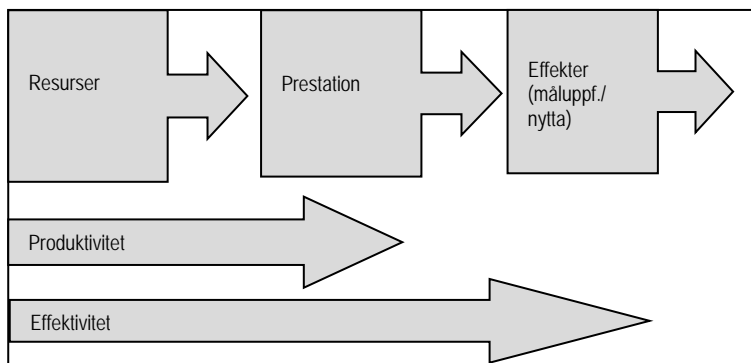 Resurser
Prestation
Effekter
(måluppf./
nytta)
Produktivitet
Effektivitet